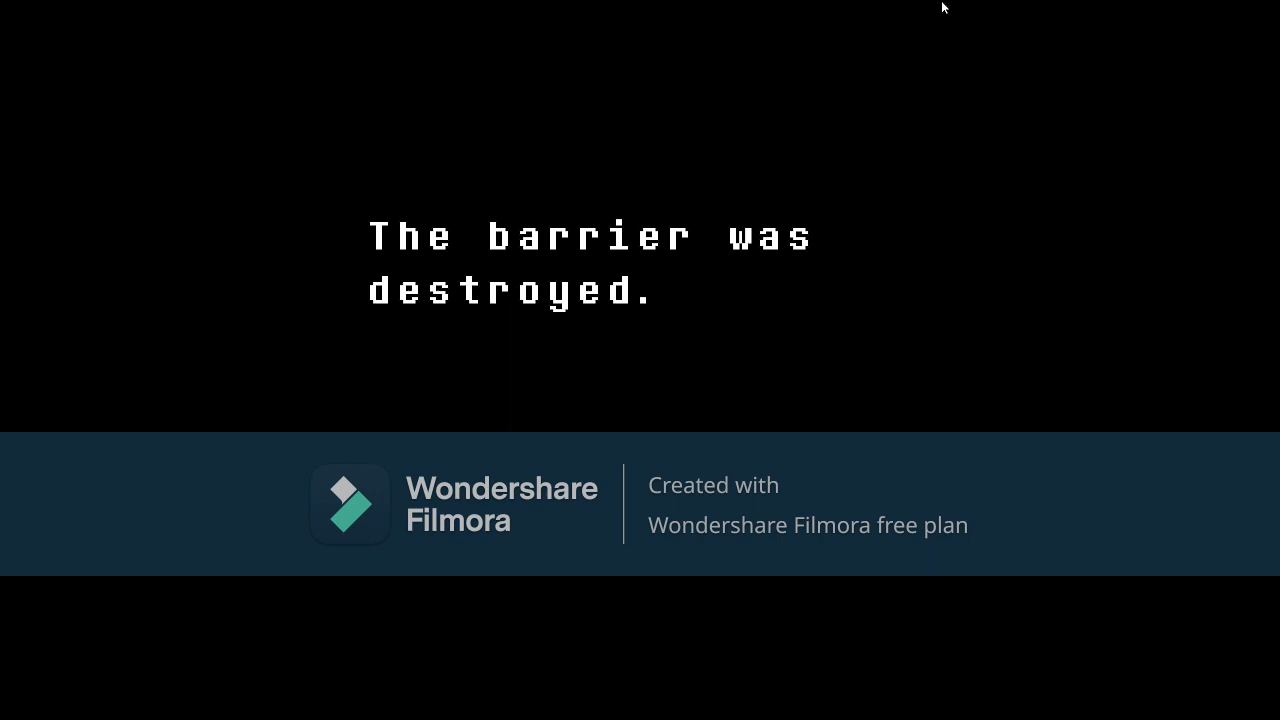 The barrier was
destroyed.
Wondershare
Filmora
Created with
Wondershare Filmora free plan